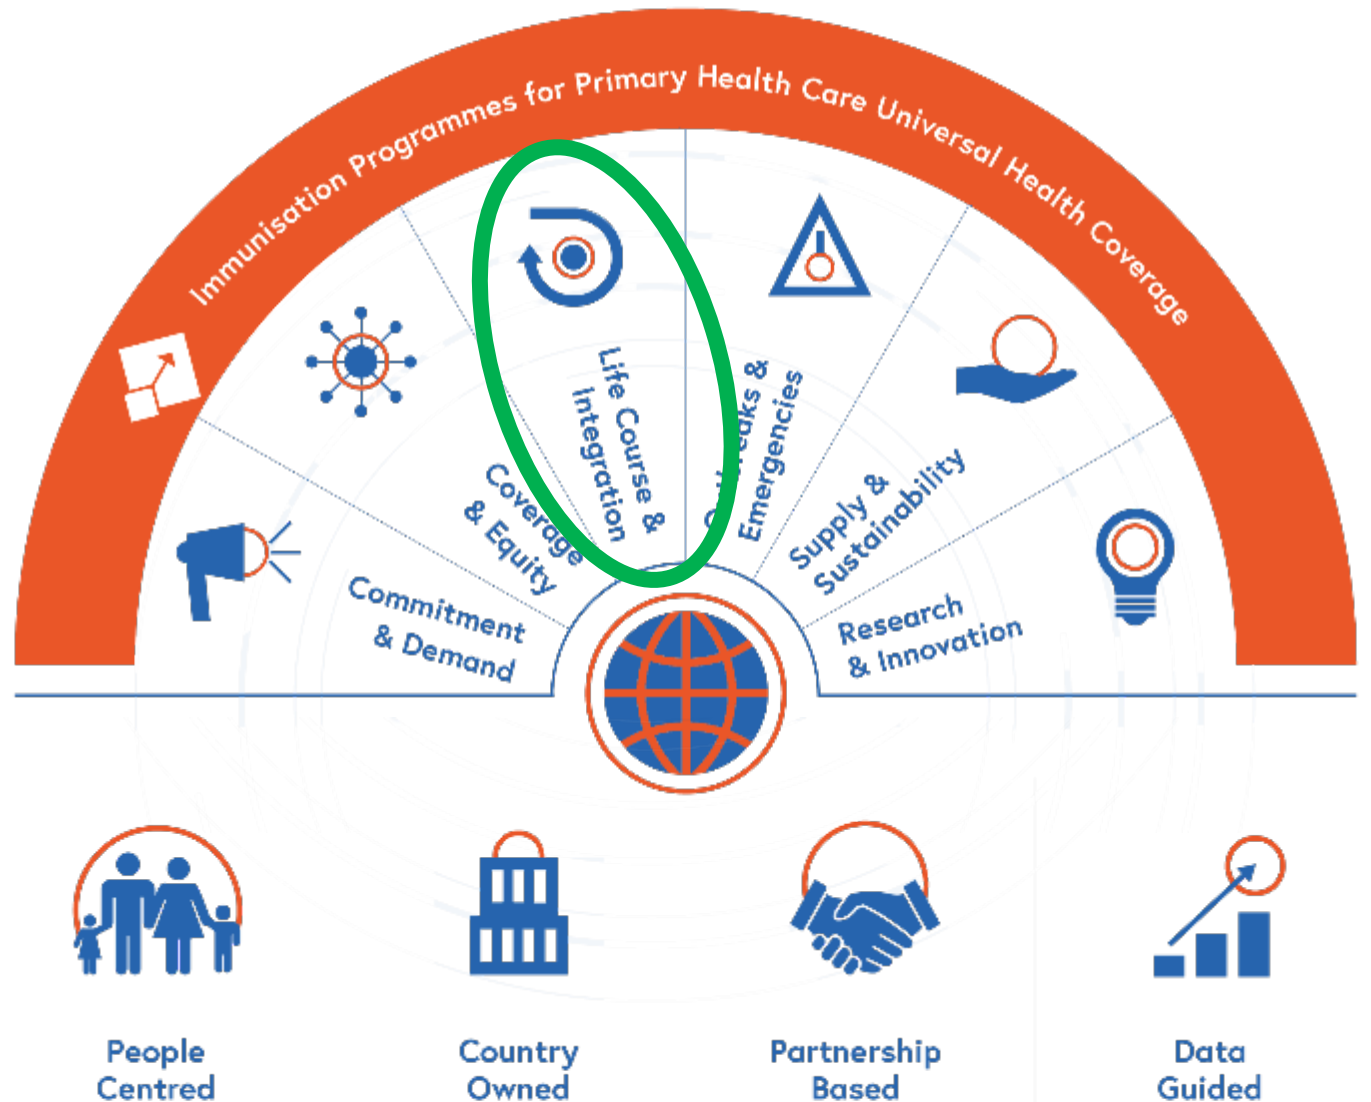 Immunisation Programmes for Primary Health Care Universal Health Coverage
Commitment
& Demand
Coverage
& Equity
Life Course &
Integration
&
Emergencies
Supply &
Sustainability
Research
& Innovation
People
Centred
Country
Owned
Partnership
Based
Data
Guided